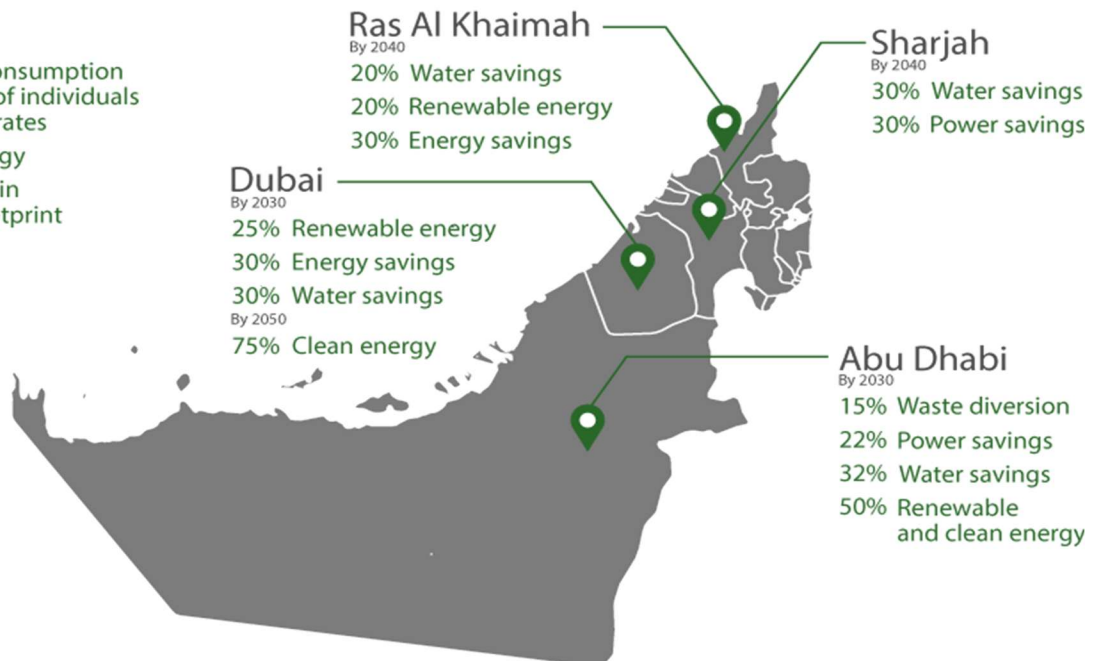 onsumption
of individuals
rates
gy
in
tprint
Ras Al Khaimah
By 2040
20% Water savings
20% Renewable energy
30% Energy savings
Sharjah
By 2040
30% Water savings
30% Power savings
Dubai
By 2030
25% Renewable energy
30% Energy savings
30% Water savings
By 2050
75% Clean energy
Abu Dhabi
By 2030
15% Waste diversion
22% Power savings
32% Water savings
50% Renewable
and clean energy